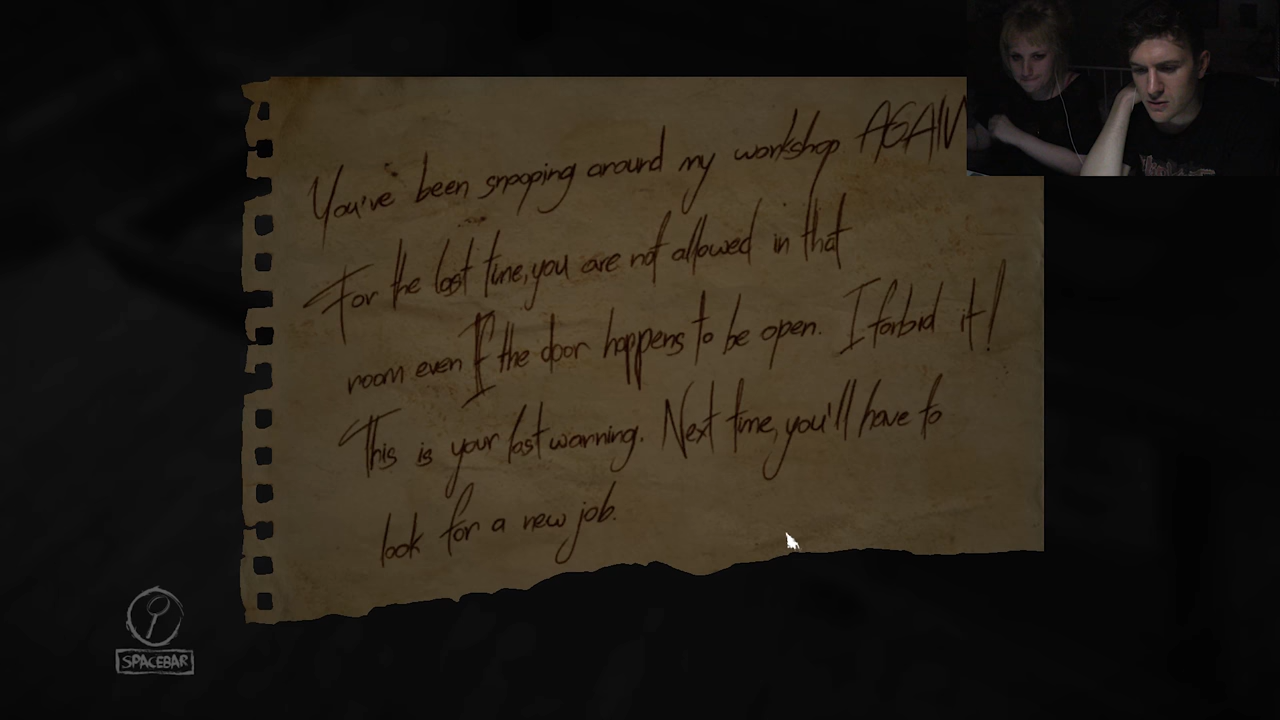 You've been snooping around my workshop AGAIN
For the last time, you are not allowed in that
room even If the door happens to be open. I forbid it!
This is your last warning. Next time, you'll have to
look for a new job.
SPACEBAR